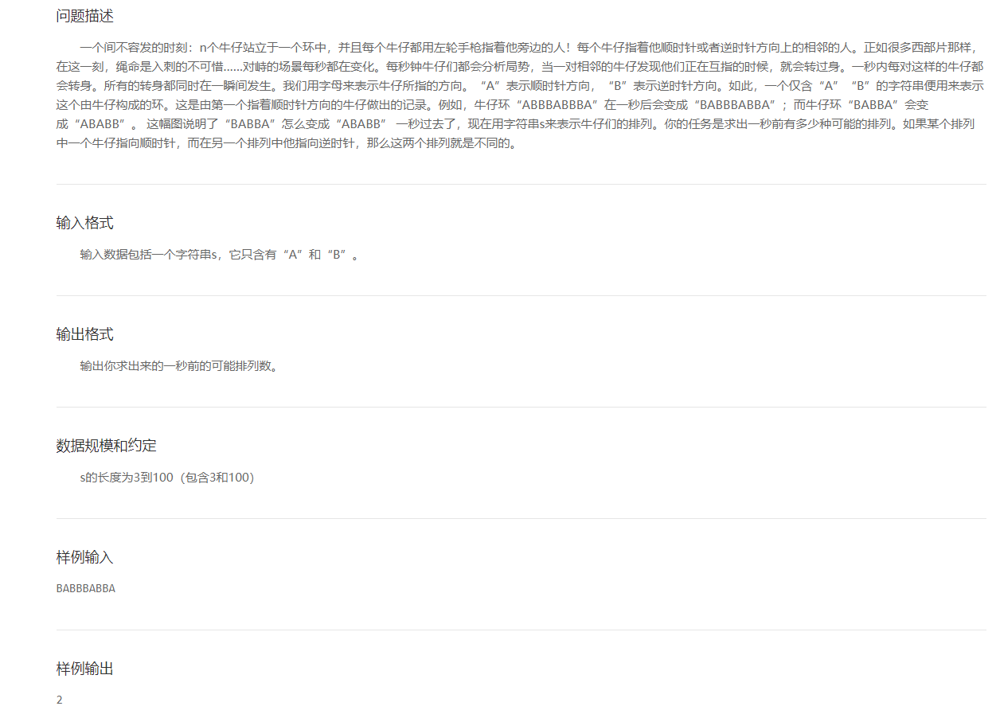 问题描述
一个间不容发的时刻：n个牛仔站立于一个环中，并且每个牛仔都用左轮手枪指着他旁边的人！每个牛仔指着他顺时针或者逆时针方向上的相邻的人。正如很多西部片那样，
在这一刻，绳命是入刺的不可惜......对峙的场景每秒都在变化。每秒钟牛仔们都会分析局势，当一对相邻的牛仔发现他们正在互指的时候，就会转过身。一秒内每对这样的牛仔都
会转身。所有的转身都同时在一瞬间发生。我们用字母来表示牛仔所指的方向。“A”表示顺时针方向，“B”表示逆时针方向。如此，一个仅含“A”“B”的字符串便用来表示
这个由牛仔构成的环。这是由第一个指着顺时针方向的牛仔做出的记录。例如，牛仔环“ABBBABBBA”在一秒后会变成“BABBBABBA”；而牛仔环“BABBA”会变
成“ABABB”。 这幅图说明了“BABBA”怎么变成“ABABB” 一秒过去了，现在用字符串s来表示牛仔们的排列。你的任务是求出一秒前有多少种可能的排列。如果某个排列
中一个牛仔指向顺时针，而在另一个排列中他指向逆时针，那么这两个排列就是不同的。
输入格式
输入数据包括一个字符串s，它只含有“A”和“B”。
输出格式
输出你求出来的一秒前的可能排列数。
数据规模和约定
s的长度为3到100（包含3和100）
样例输入
BABBBABBA
样例输出
2